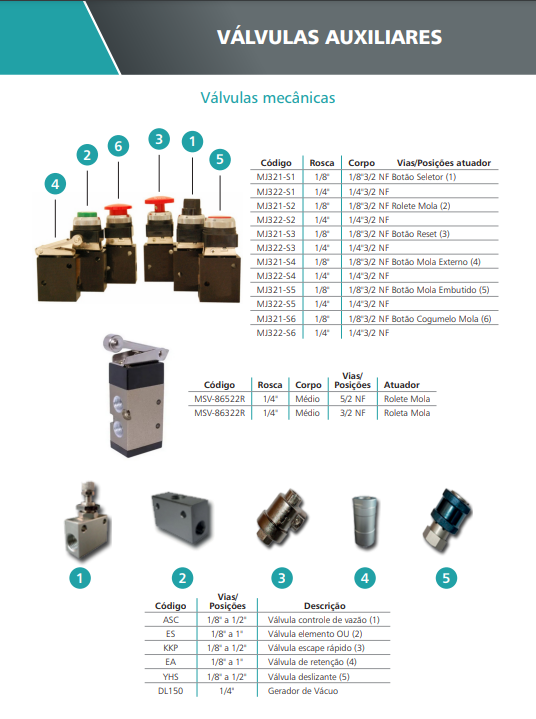 VÁLVULAS AUXILIARES
Válvulas mecânicas
4
2
6
3
1
5
Código Rosca Corpo Vias/Posições atuador
MJ321-S1 1/8" 1/8"3/2 NF Botão Seletor (1)
MJ322-S1 1/4" 1/4"3/2 NF
MJ321-S2 1/8" 1/8"3/2 NF Rolete Mola (2)
MJ322-S2 1/4" 1/4"3/2 NF
MJ321-S3 1/8" 1/8"3/2 NF Botão Reset (3)
MJ322-S3 1/4" 1/4"3/2 NF
MJ321-S4 1/8" 1/8"3/2 NF Botão Mola Externo (4)
MJ322-S4 1/4" 1/4"3/2 NF
MJ321-S5 1/8" 1/8"3/2 NF Botão Mola Embutido (5)
MJ322-S5 1/4" 1/4"3/2 NF
MJ321-S6 1/8" 1/8"3/2 NF Botão Cogumelo Mola (6)
MJ322-S6 1/4" 1/4"3/2 NF
Código Rosca Corpo Vias/ Posições Atuador
MSV-86522R 1/4" Médio 5/2 NF Rolete Mola
MSV-86322R 1/4" Médio 3/2 NF Roleta Mola
1
2
3
4
5
Código Vias/ Posições Descrição
ASC 1/8" a 1/2" Válvula controle de vazão (1)
ES 1/8" a 1" Válvula elemento OU (2)
KKP 1/8" a 1/2" Válvula escape rápido (3)
EA 1/8" a 1" Válvula de retenção (4)
YHS 1/8" a 1/2" Válvula deslizante (5)
DL150 1/4" Gerador de Vácuo